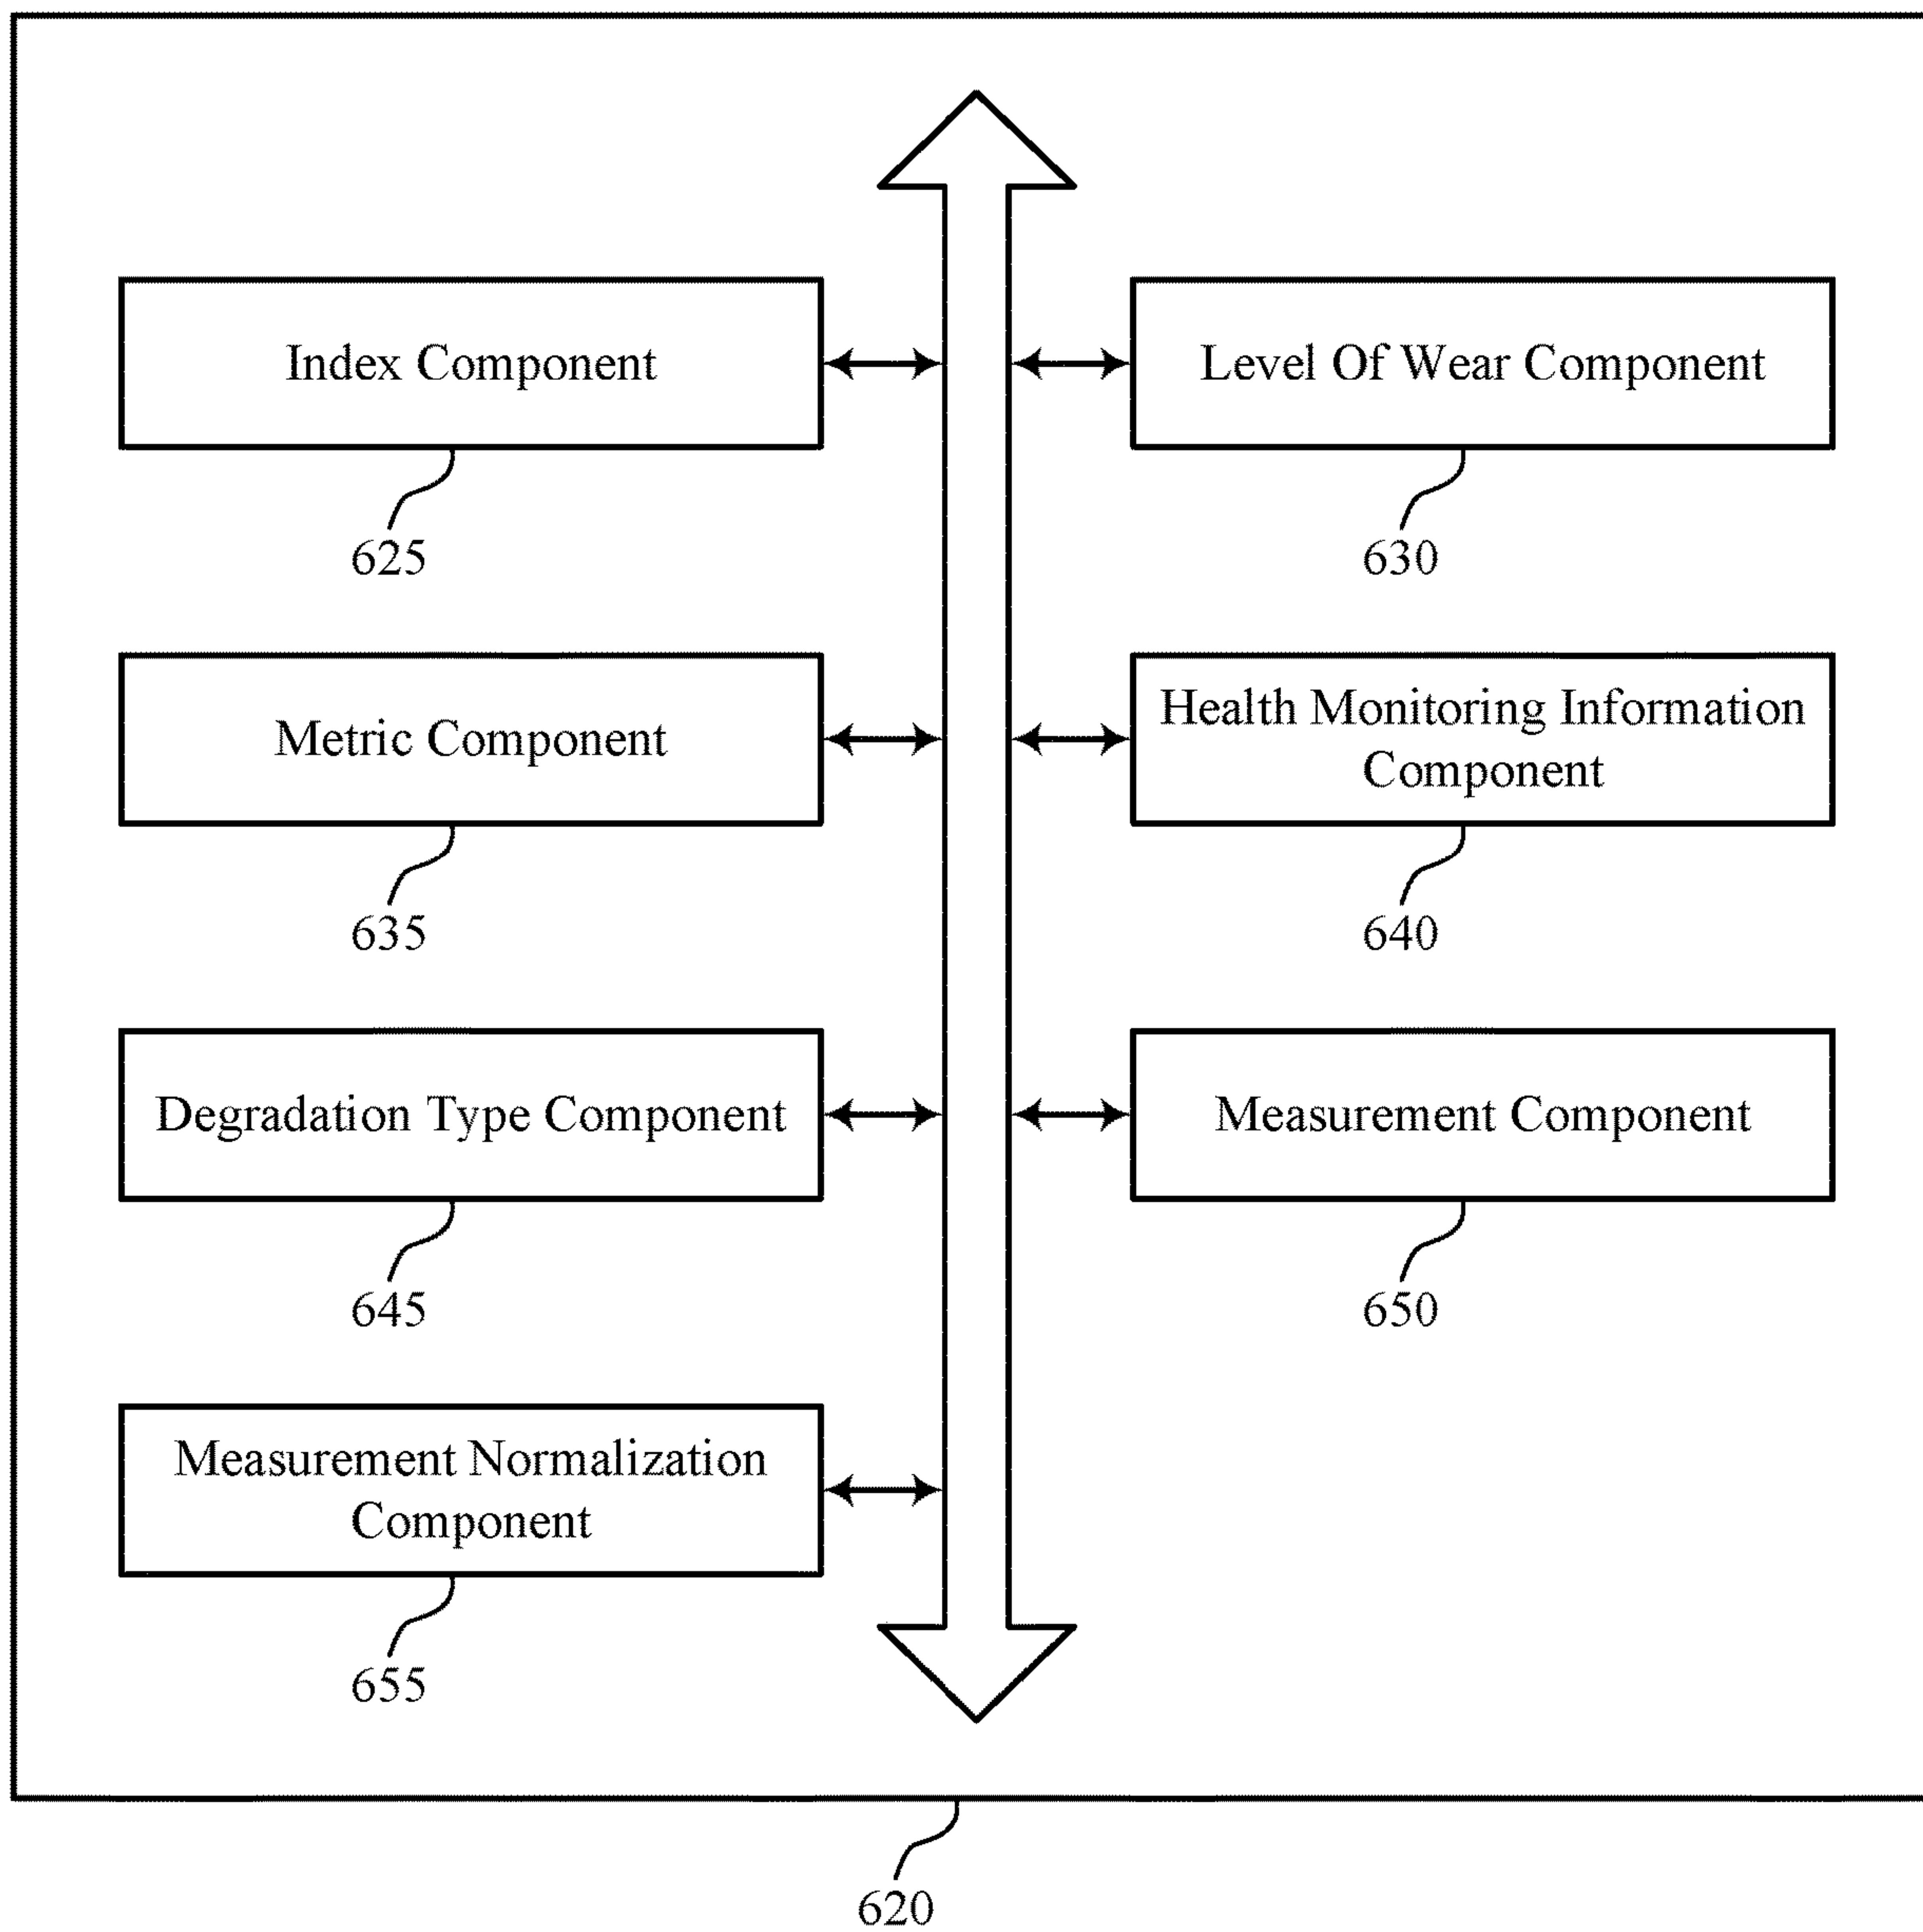 Index Component
625
Level Of Wear Component
630
Metric Component
635
Health Monitoring Information
Component
640
Degradation Type Component
645
Measurement Component
650
Measurement Normalization
Component
655
620